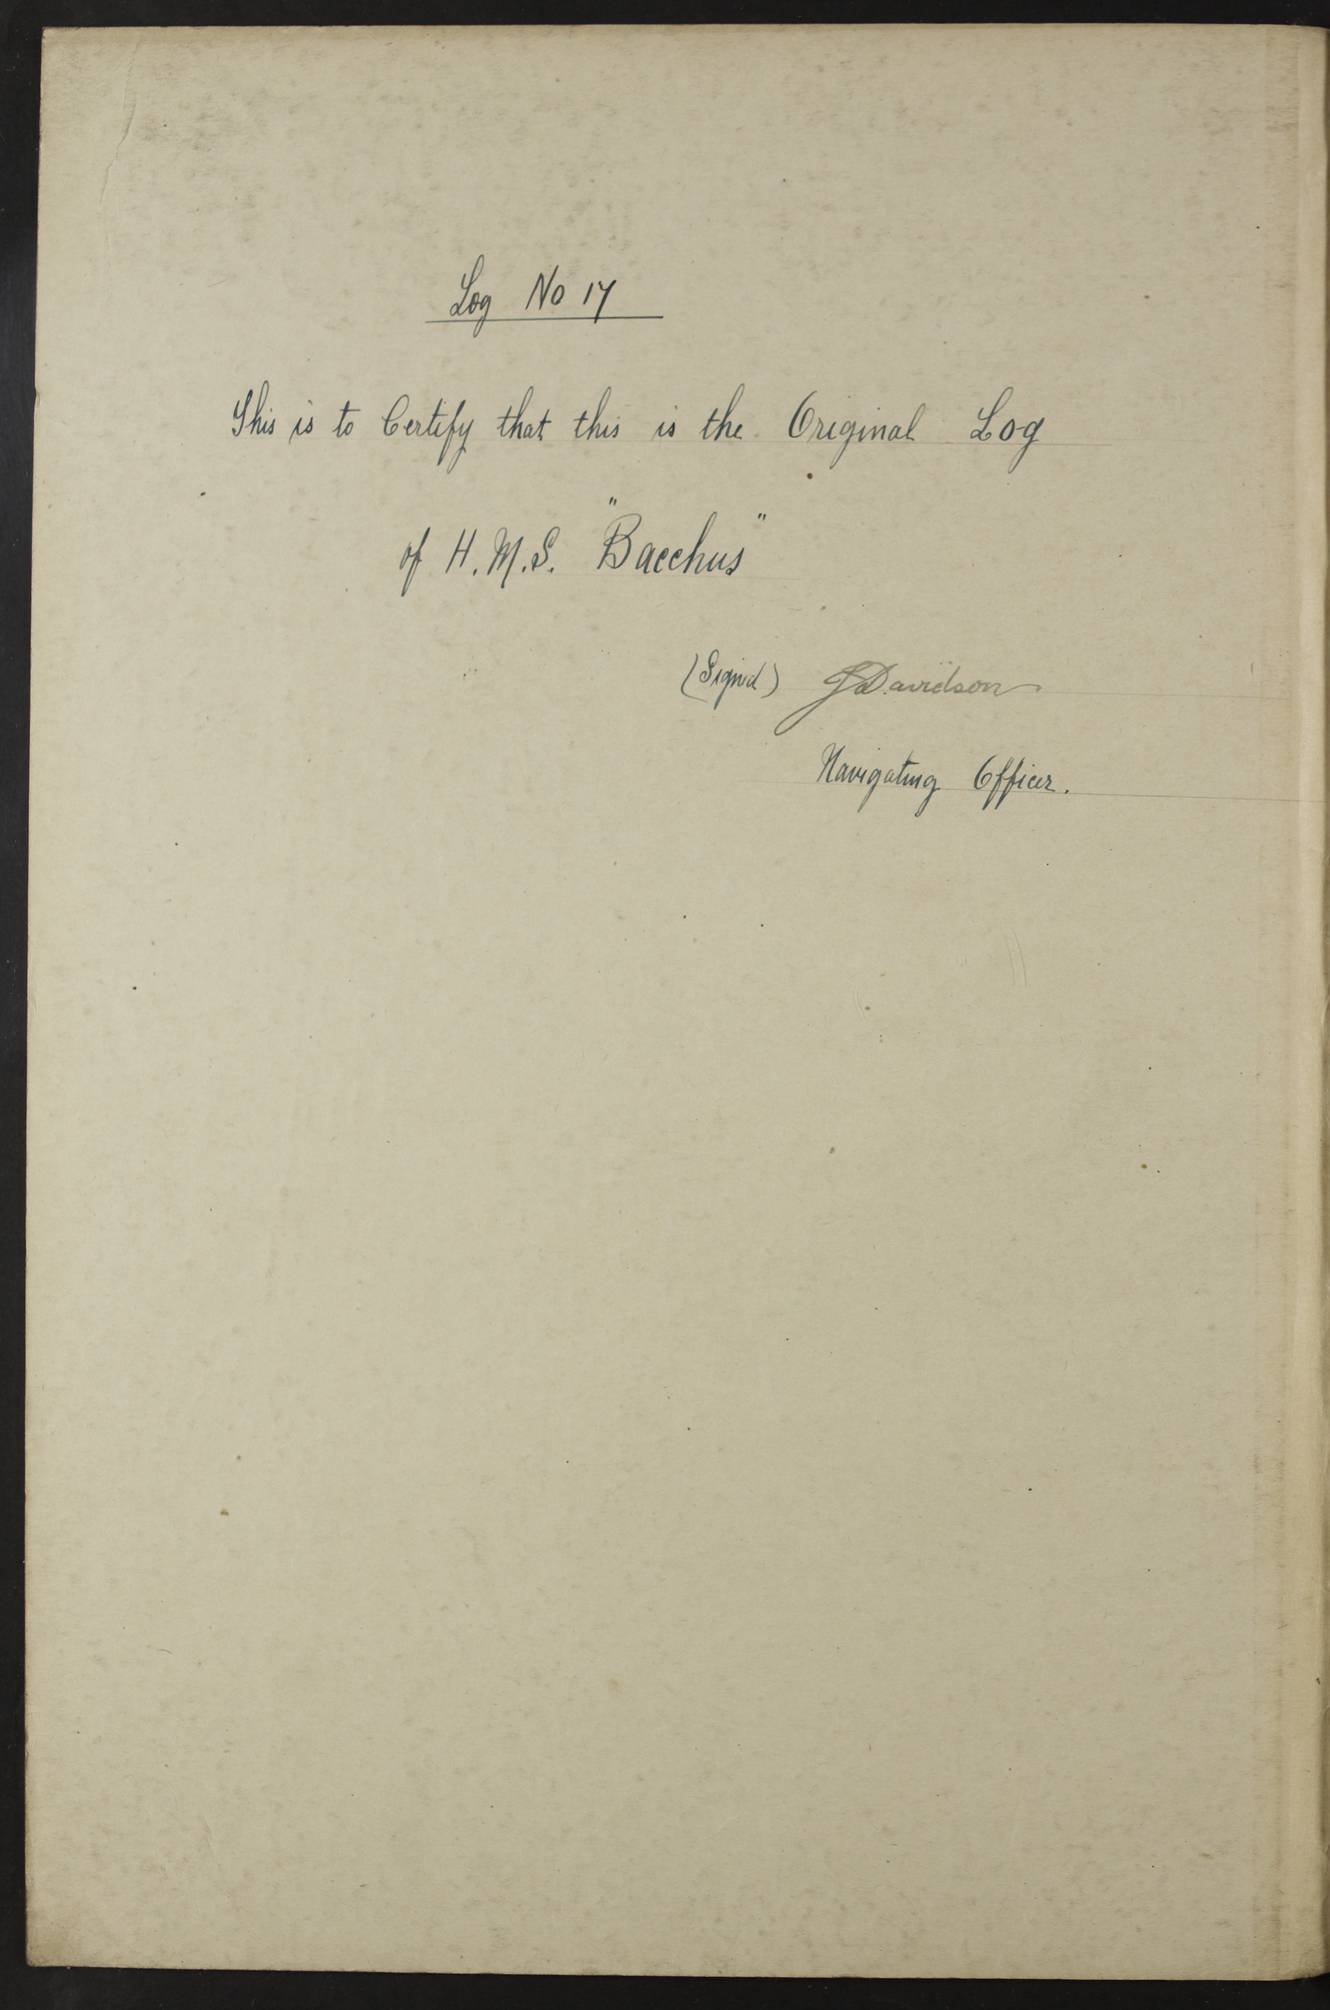 Log No 17
This is to Certify that this is the Original Log
of H.M.S. "Bacchus"
(Signed) J Davidson
Navigating Officer.